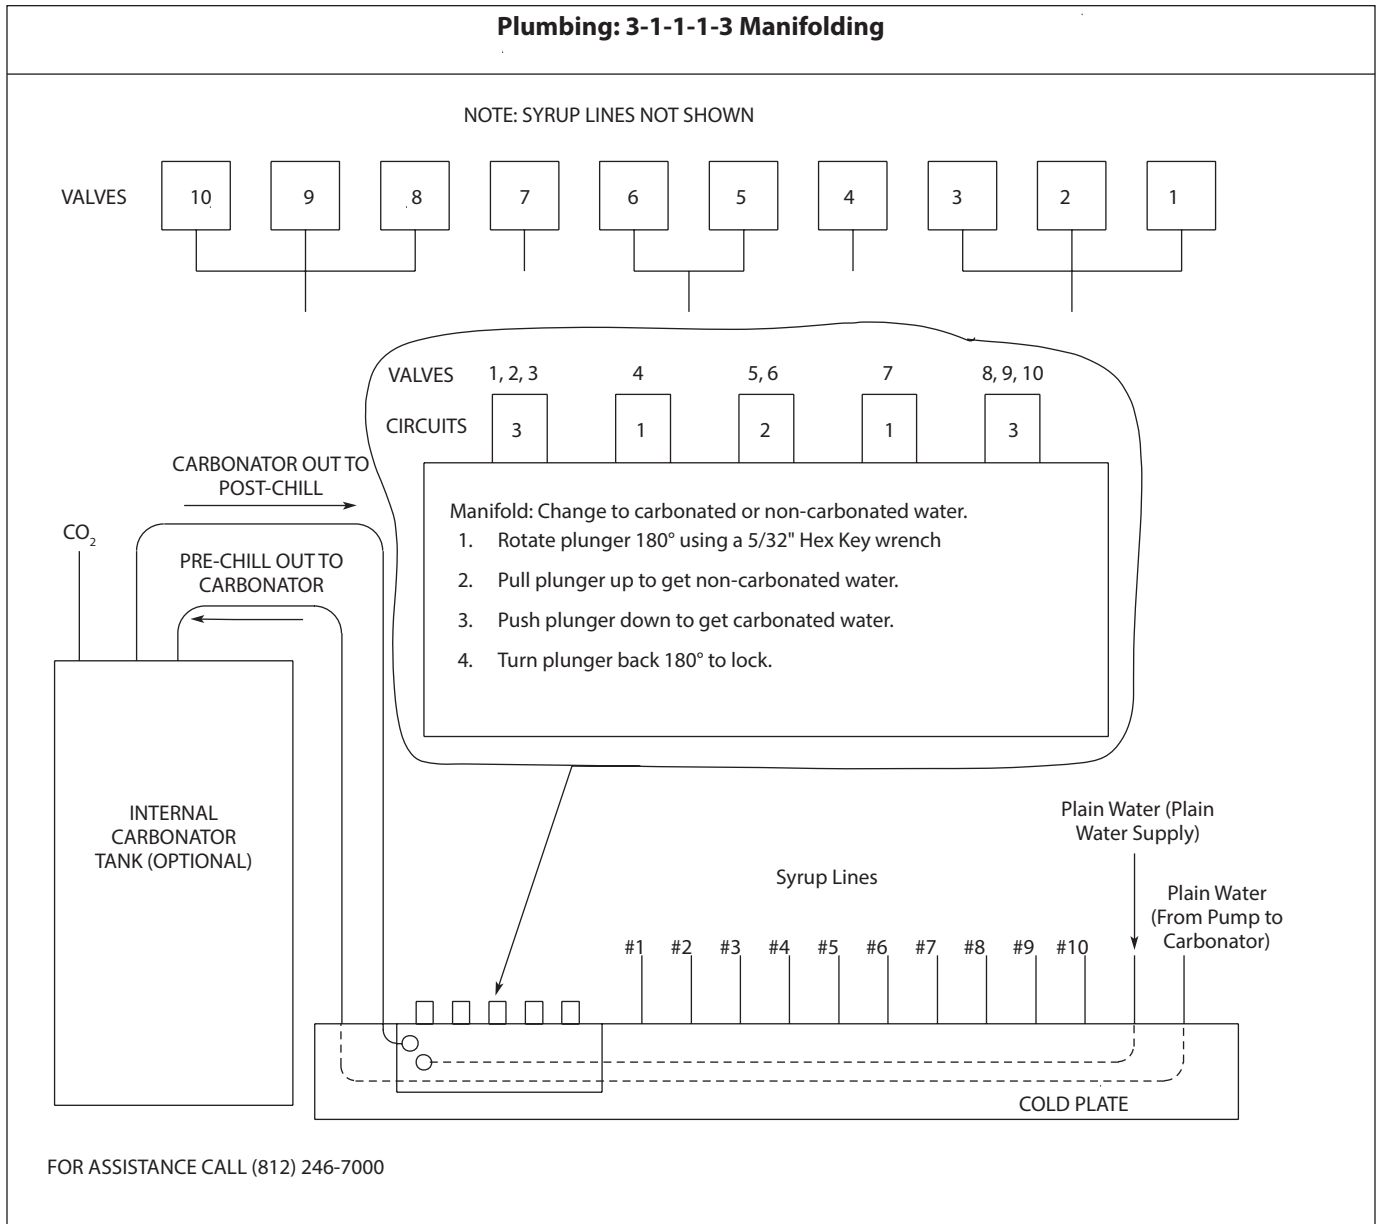 Plumbing: 3-1-1-1-3 Manifolding
NOTE: SYRUP LINES NOT SHOWN
VALVES 10 9 8 7 6 5 4 3 2 1
VALVES 1, 2, 3 4 5, 6 7 8, 9, 10
CIRCUITS 3 1 2 1 3
CARBONATOR OUT TO
POST-CHILL
CO2
PRE-CHILL OUT TO
CARBONATOR
Manifold: Change to carbonated or non-carbonated water.
1. Rotate plunger 180° using a 5/32" Hex Key wrench
2. Pull plunger up to get non-carbonated water.
3. Push plunger down to get carbonated water.
4. Turn plunger back 180° to lock.
INTERNAL
CARBONATOR
TANK (OPTIONAL)
Plain Water (Plain
Water Supply)
Syrup Lines
Plain Water
(From Pump to
Carbonator)
#1 #2 #3 #4 #5 #6 #7 #8 #9 #10
COLD PLATE
FOR ASSISTANCE CALL (812) 246-7000